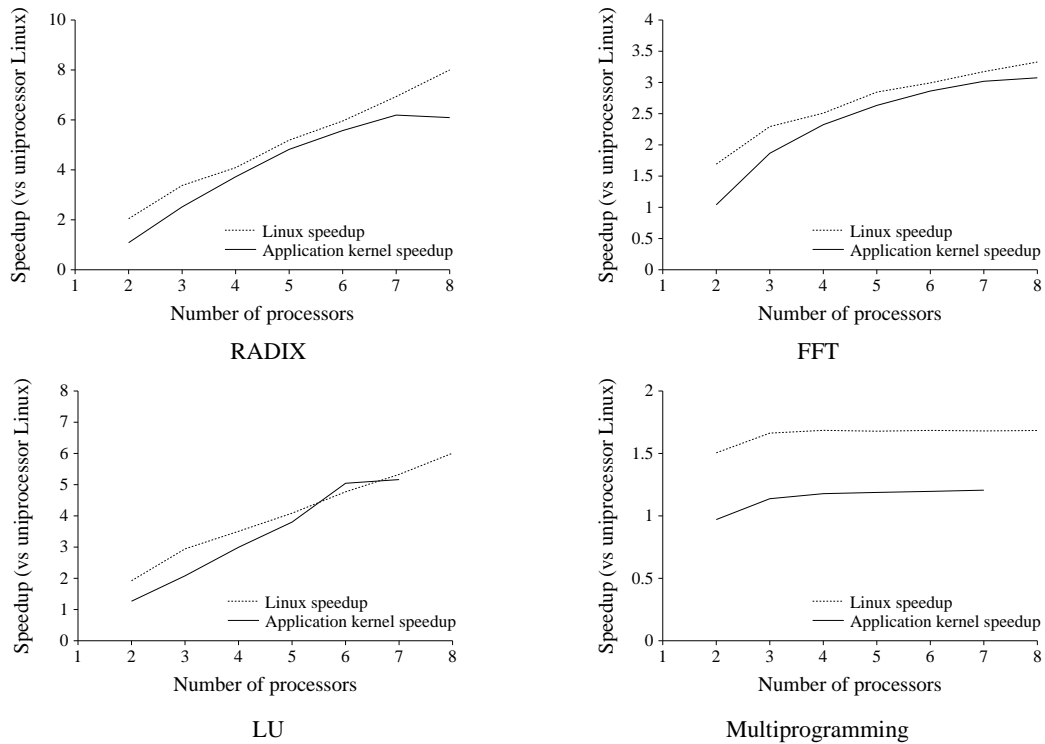 Speedup (vs uniprocessor Linux)
10
8
6
4
2
0
Linux speedup
Application kernel speedup
1 2 3 4 5 6 7 8
Number of processors
RADIX
Speedup (vs uniprocessor Linux)
4
3.5
3
2.5
2
1.5
1
0.5
0
Linux speedup
Application kernel speedup
1 2 3 4 5 6 7 8
Number of processors
FFT
Speedup (vs uniprocessor Linux)
8
7
6
5
4
3
2
1
0
Linux speedup
Application kernel speedup
1 2 3 4 5 6 7 8
Number of processors
LU
Speedup (vs uniprocessor Linux)
2
1.5
1
0.5
0
Linux speedup
Application kernel speedup
1 2 3 4 5 6 7 8
Number of processors
Multiprogramming